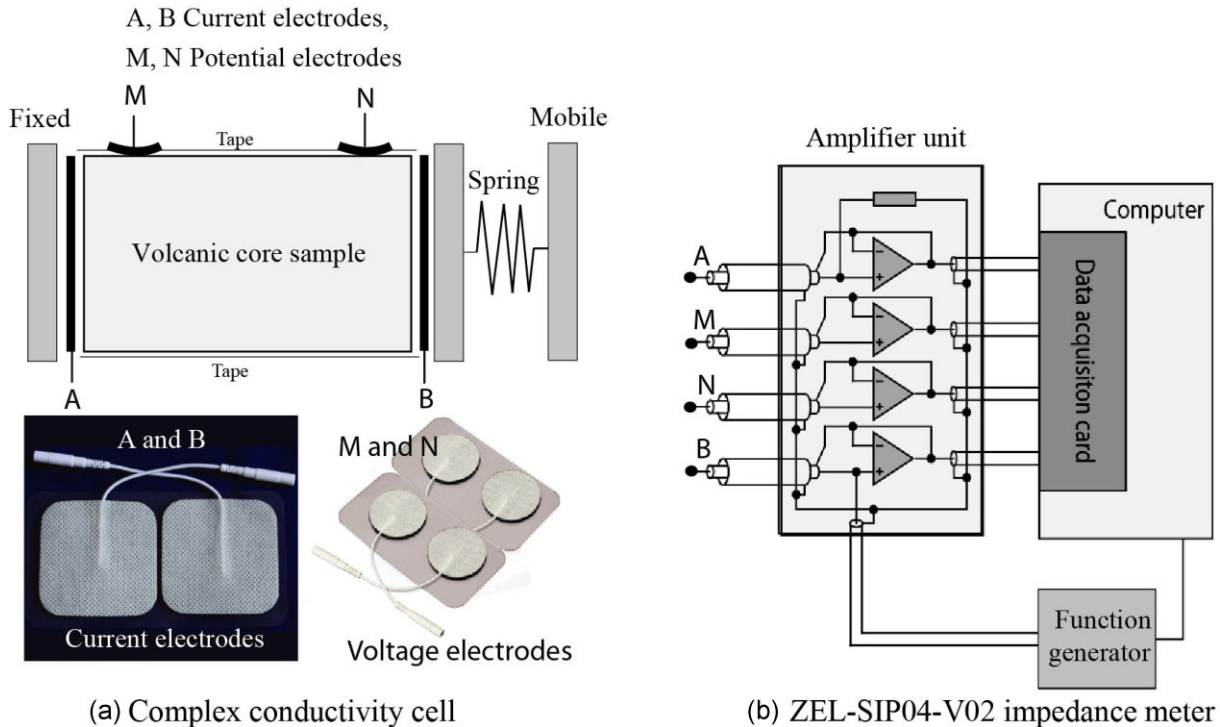 A, B Current electrodes,
M, N Potential electrodes
M
N
Fixed
Tape
Mobile
Spring
Volcanic core sample
Tape
A
B
A and B
Current electrodes
M and N
Voltage electrodes
(a) Complex conductivity cell
Amplifier unit
Computer
A
M
N
B
-
+
-
+
-
+
-
+
Data acquisiton card
Function
generator
(b) ZEL-SIP04-V02 impedance meter